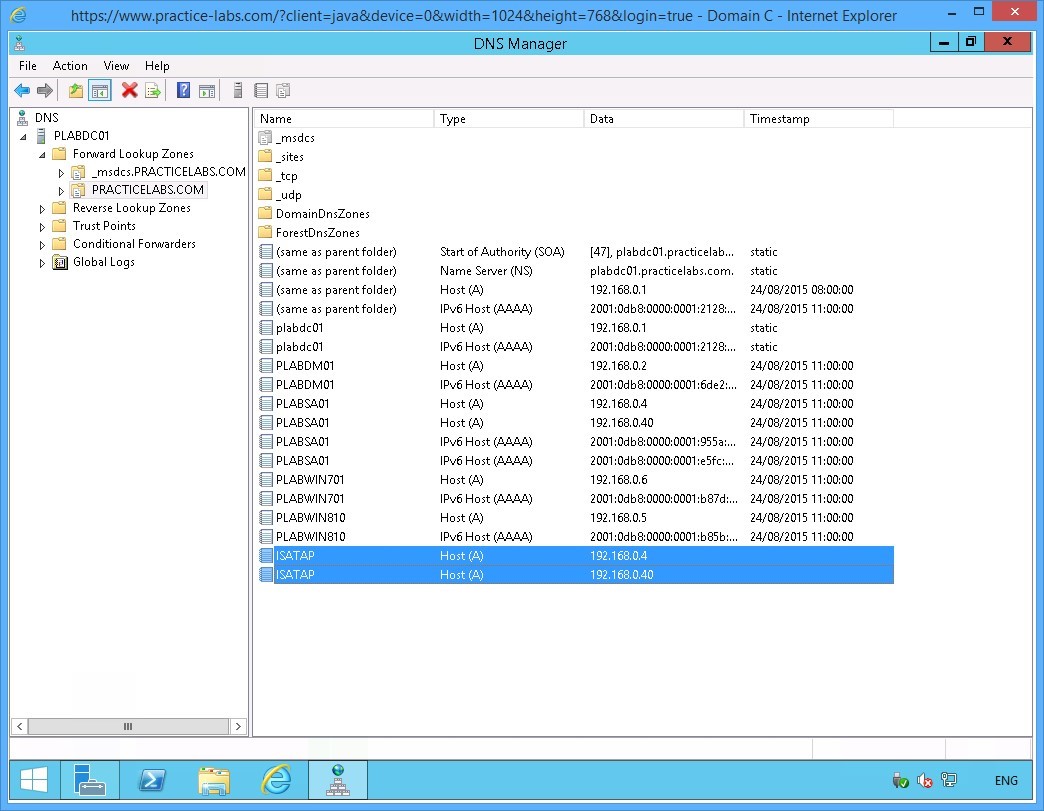 https://www.practice-labs.com/?client=java&device=0&width=1024&height=768&login=true - Domain C - Internet Explorer
DNS Manager
File Action View Help
DNS
PLABDC01
Forward Lookup Zones
_msdcs.PRACTICELABS.COM
PRACTICELABS.COM
Reverse Lookup Zones
Trust Points
Conditional Forwarders
Global Logs
Name Type Data Timestamp
_msdcs
_sites
_tcp
_udp
DomainDnsZones
ForestDnsZones
(same as parent folder) Start of Authority (SOA) [47], plabdc01.practicelab... static
(same as parent folder) Name Server (NS) plabdc01.practicelabs.com. static
(same as parent folder) Host (A) 192.168.0.1 24/08/2015 08:00:00
(same as parent folder) IPv6 Host (AAAA) 2001:0db8:0000:0001:2128:... 24/08/2015 11:00:00
plabdc01 Host (A) 192.168.0.1 static
plabdc01 IPv6 Host (AAAA) 2001:0db8:0000:0001:2128:... static
PLABDM01 Host (A) 192.168.0.2 24/08/2015 11:00:00
PLABDM01 IPv6 Host (AAAA) 2001:0db8:0000:0001:6de2:... 24/08/2015 11:00:00
PLABSA01 Host (A) 192.168.0.4 24/08/2015 11:00:00
PLABSA01 Host (A) 192.168.0.40 24/08/2015 11:00:00
PLABSA01 IPv6 Host (AAAA) 2001:0db8:0000:0001:955a:... 24/08/2015 11:00:00
PLABSA01 IPv6 Host (AAAA) 2001:0db8:0000:0001:e5fc:... 24/08/2015 11:00:00
PLABWIN701 Host (A) 192.168.0.6 24/08/2015 11:00:00
PLABWIN701 IPv6 Host (AAAA) 2001:0db8:0000:0001:b87d:... 24/08/2015 11:00:00
PLABWIN810 Host (A) 192.168.0.5 24/08/2015 11:00:00
PLABWIN810 IPv6 Host (AAAA) 2001:0db8:0000:0001:b85b:... 24/08/2015 11:00:00
ISATAP Host (A) 192.168.0.4
ISATAP Host (A) 192.168.0.40
ENG